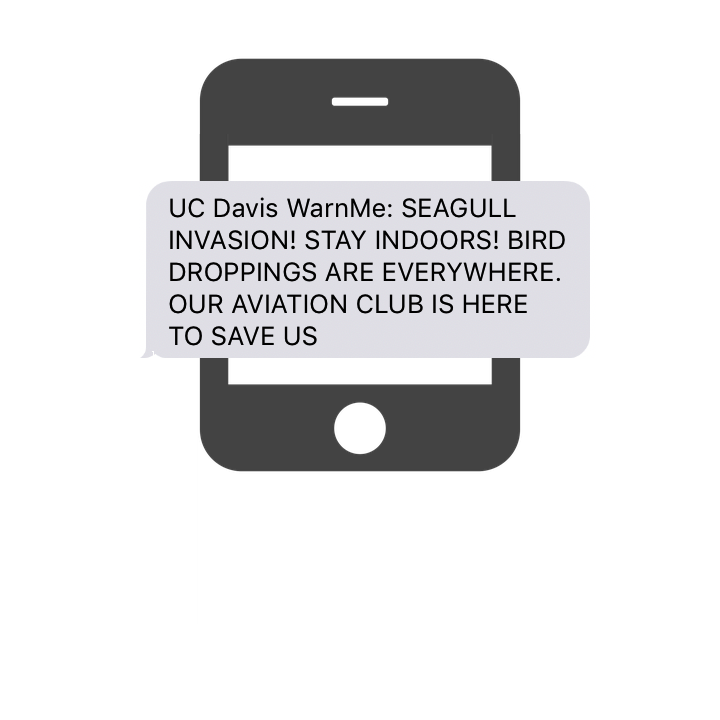 UC Davis WarnMe: SEAGULL
INVASION! STAY INDOORS! BIRD
DROPPINGS ARE EVERYWHERE.
OUR AVIATION CLUB IS HERE
TO SAVE US